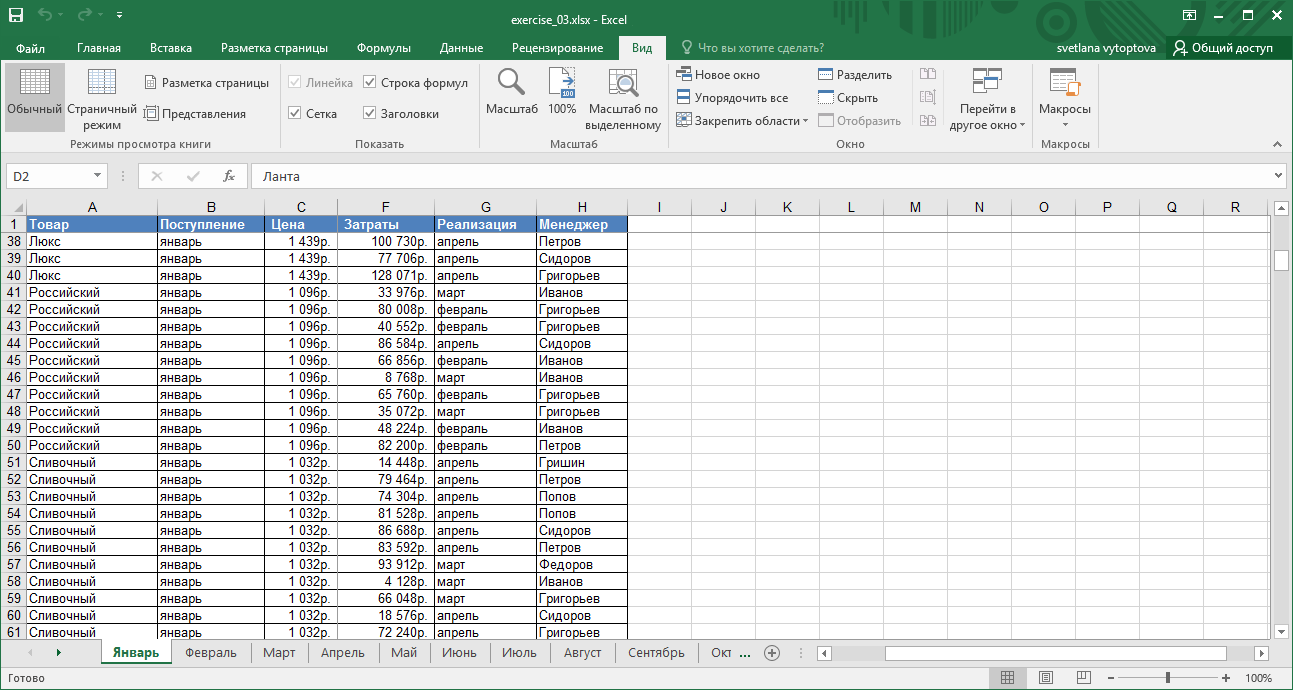 exercise_03.xlsx - Excel
Файл Главная Вставка Разметка страницы Формулы Данные Рецензирование Вид Что вы хотите сделать? svetlana vytoptova Общий доступ
Обычный
Страничный режим
Разметка страницы
Представления
Режимы просмотра книги
Линейка
Строка формул
Сетка
Заголовки
Показать
Масштаб
100
100%
Масштаб по выделенному
Масштаб
Новое окно
Упорядочить все
Закрепить области
Разделить
Скрыть
Отобразить
Перейти в другое окно
Окно
Макросы
Макросы
D2 fx Ланта
A B C F G H I J K L M N O P Q R
1 Товар Поступление Цена Затраты Реализация Менеджер
38 Люкс январь 1 439р. 100 730р. апрель Петров
39 Люкс январь 1 439р. 77 706р. апрель Сидоров
40 Люкс январь 1 439р. 128 071р. апрель Григорьев
41 Российский январь 1 096р. 33 976р. март Иванов
42 Российский январь 1 096р. 80 008р. февраль Григорьев
43 Российский январь 1 096р. 40 552р. февраль Григорьев
44 Российский январь 1 096р. 86 584р. апрель Сидоров
45 Российский январь 1 096р. 66 856р. февраль Иванов
46 Российский январь 1 096р. 8 768р. март Иванов
47 Российский январь 1 096р. 65 760р. февраль Григорьев
48 Российский январь 1 096р. 35 072р. март Григорьев
49 Российский январь 1 096р. 48 224р. февраль Иванов
50 Российский январь 1 096р. 82 200р. февраль Петров
51 Сливочный январь 1 032р. 14 448р. апрель Гришин
52 Сливочный январь 1 032р. 79 464р. апрель Петров
53 Сливочный январь 1 032р. 74 304р. апрель Попов
54 Сливочный январь 1 032р. 81 528р. апрель Попов
55 Сливочный январь 1 032р. 86 688р. апрель Сидоров
56 Сливочный январь 1 032р. 83 592р. апрель Петров
57 Сливочный январь 1 032р. 93 912р. март Федоров
58 Сливочный январь 1 032р. 4 128р. март Иванов
59 Сливочный январь 1 032р. 66 048р. март Григорьев
60 Сливочный январь 1 032р. 18 576р. апрель Сидоров
61 Сливочный январь 1 032р. 72 240р. апрель Григорьев
Январь Февраль Март Апрель Май Июнь Июль Август Сентябрь Окт ...
Готово 100%